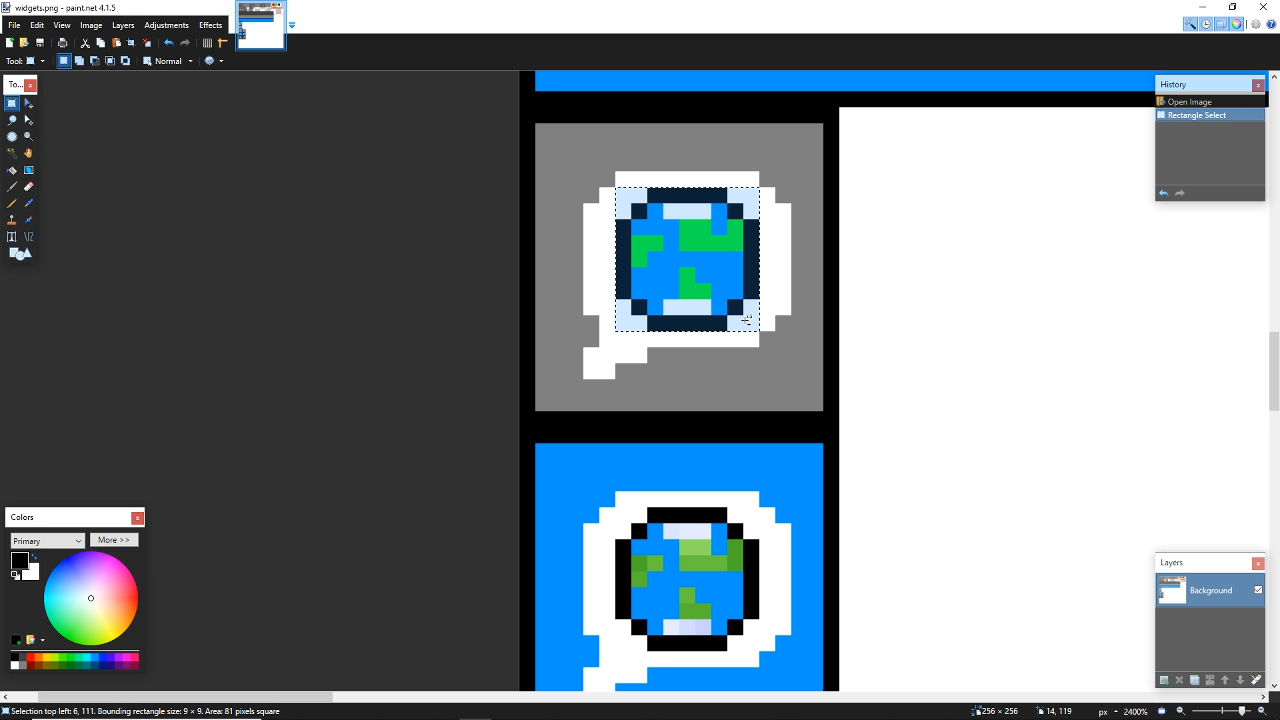 widgets.png - paint.net 4.1.5
File Edit View Image Layers Adjustments Effects
Tool: Normal
To...
History
Open Image
Rectangle Select
Colors
Primary More >>
Layers
Background
Selection top left: 6, 111. Bounding rectangle size: 9 × 9. Area: 81 pixels square 256 × 256 14, 119 px 2400%